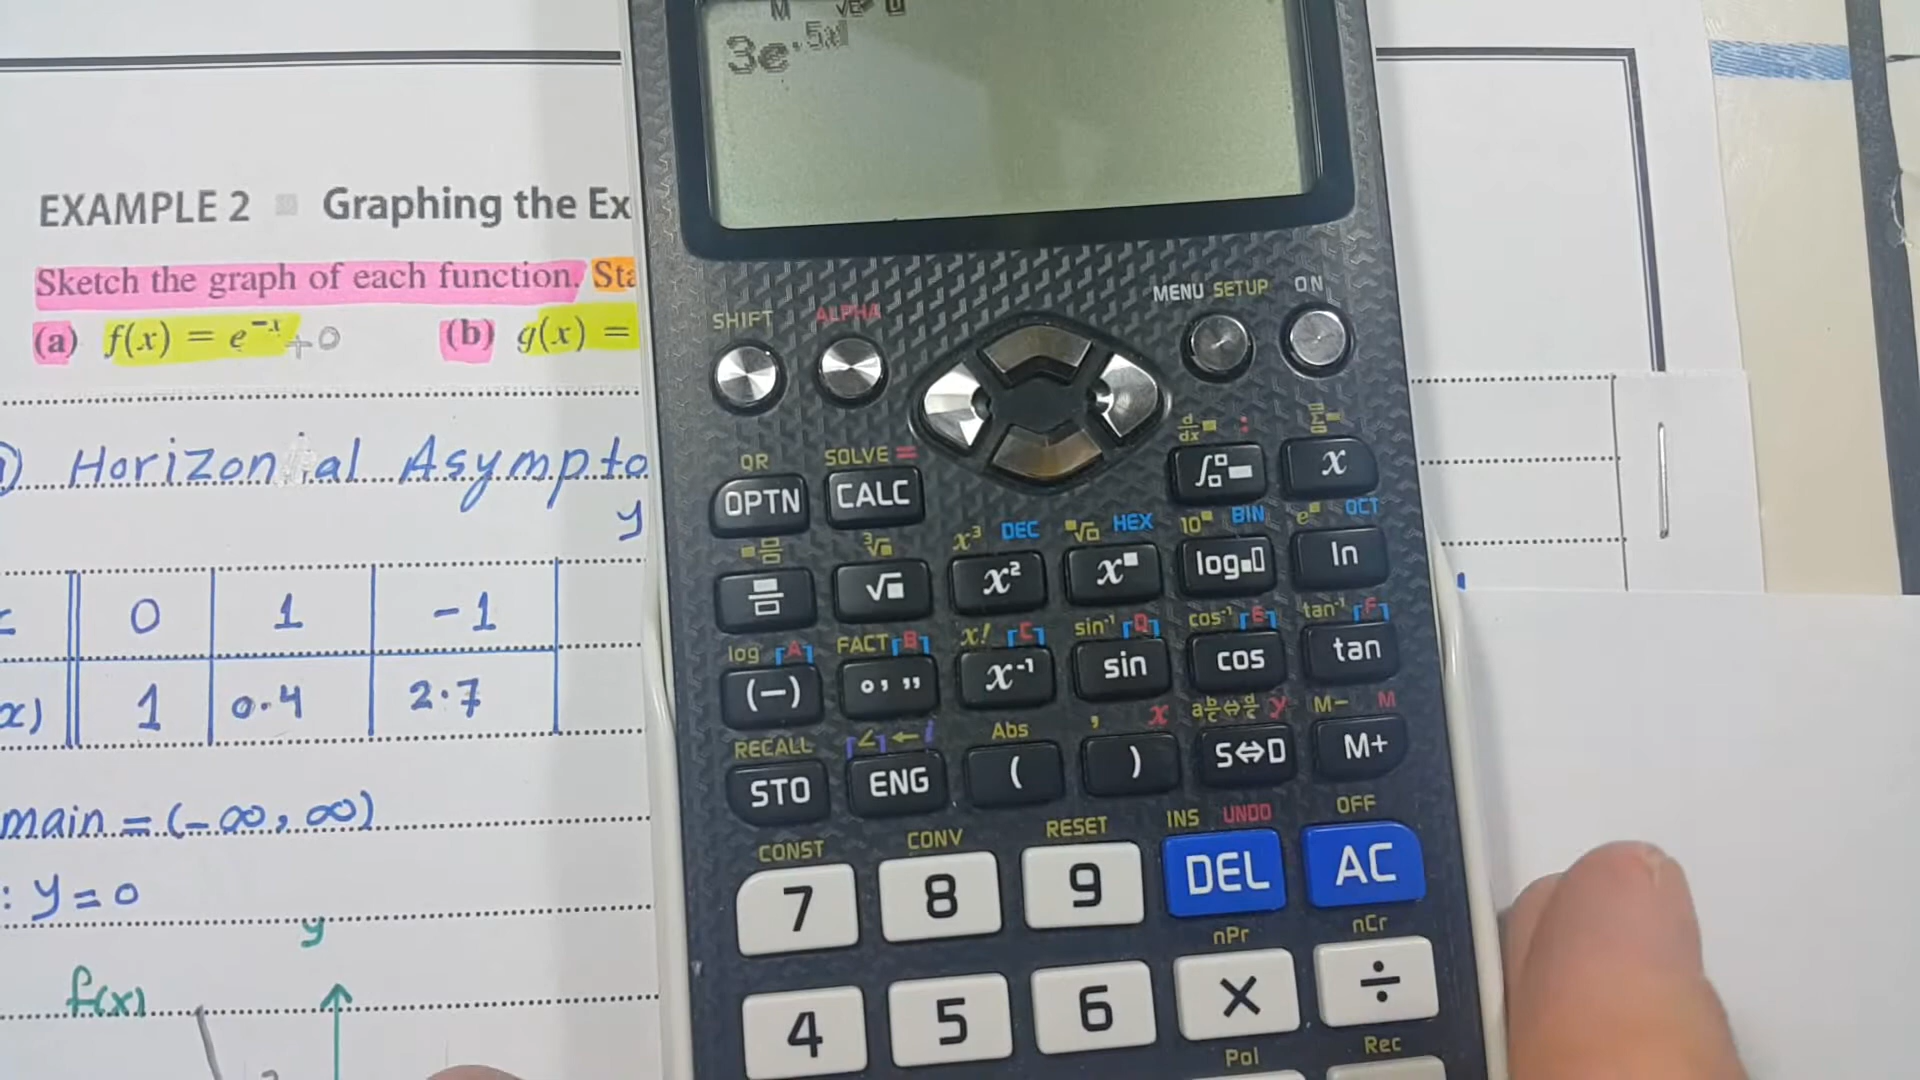 M √E▸ D
3e^.5x
EXAMPLE 2 Graphing the Ex
Sketch the graph of each function. Sta
(a) f(x) = e⁻ˣ +0 (b) g(x) =
Horizontal Asympto
y
0 1 -1
x) 1 0.4 2.7
main = (-∞, ∞)
: y = 0
y
f(x)
SHIFT ALPHA MENU SETUP ON
QR SOLVE = d/dx■ : Σ▫=
OPTN CALC ∫▫ x
x³ DEC ■√□ HEX 10■ BIN e■ OCT
³√■
√■ x² x■ log■□ ln
log A FACT B x! C sin⁻¹ D cos⁻¹ E tan⁻¹ F
(−) °’” x⁻¹ sin cos tan
RECALL ∠ ← i Abs , x a b/c⇔d/c y M− M
STO ENG ( ) S⇔D M+
CONST CONV RESET INS UNDO OFF
7 8 9 DEL AC
nPr nCr
4 5 6 × ÷
Pol Rec